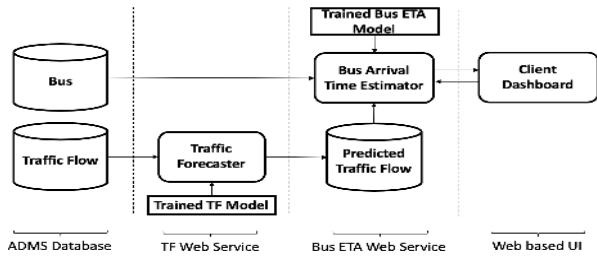 Trained Bus ETA
Model
Bus
Bus Arrival
Time Estimator
Client
Dashboard
Traffic Flow
Traffic
Forecaster
Predicted
Traffic Flow
Trained TF Model
ADMS Database
TF Web Service
Bus ETA Web Service
Web based UI